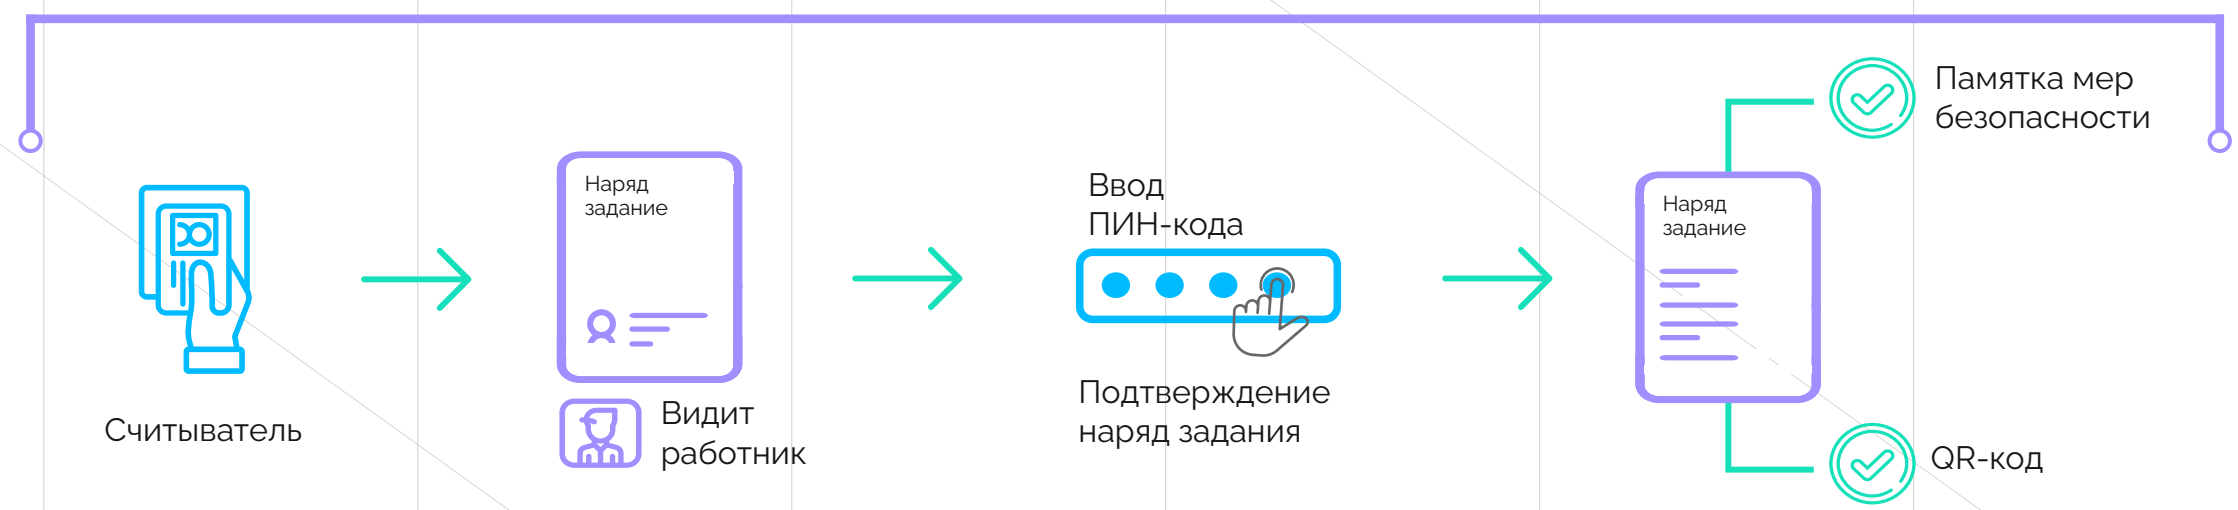 Считыватель
Наряд
задание
Видит
работник
Ввод
ПИН-кода
Подтверждение
наряд задания
Наряд
задание
Памятка мер
безопасности
QR-код